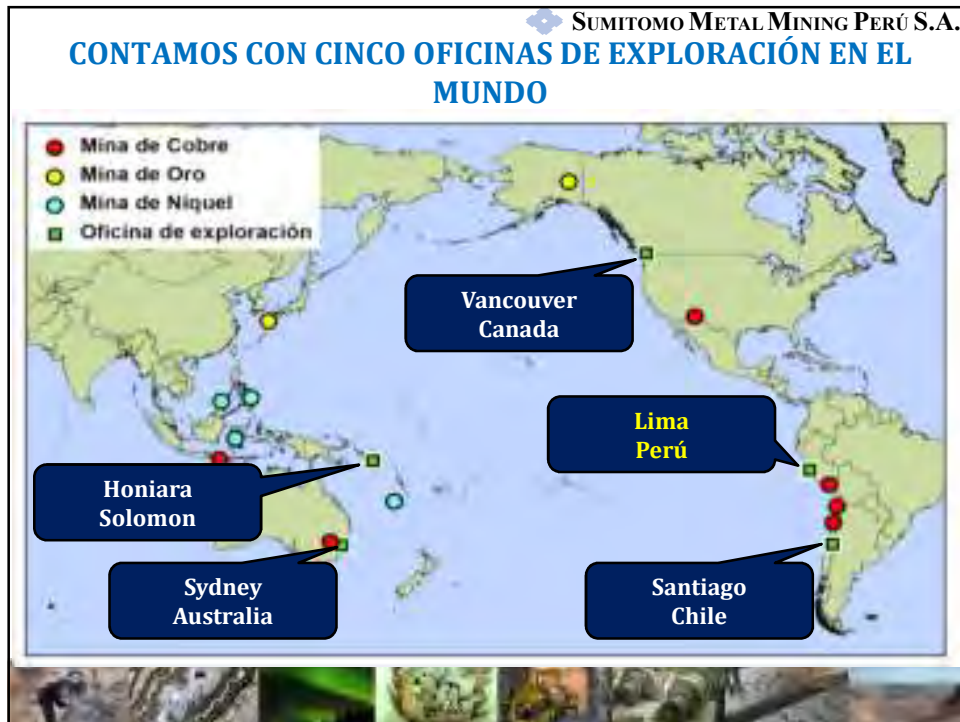 SUMITOMO METAL MINING PERÚ S.A.
CONTAMOS CON CINCO OFICINAS DE EXPLORACIÓN EN EL
MUNDO
Mina de Cobre
Mina de Oro
Mina de Niquel
Oficina de exploración
Vancouver
Canada
Lima
Perú
Honiara
Solomon
Sydney
Australia
Santiago
Chile